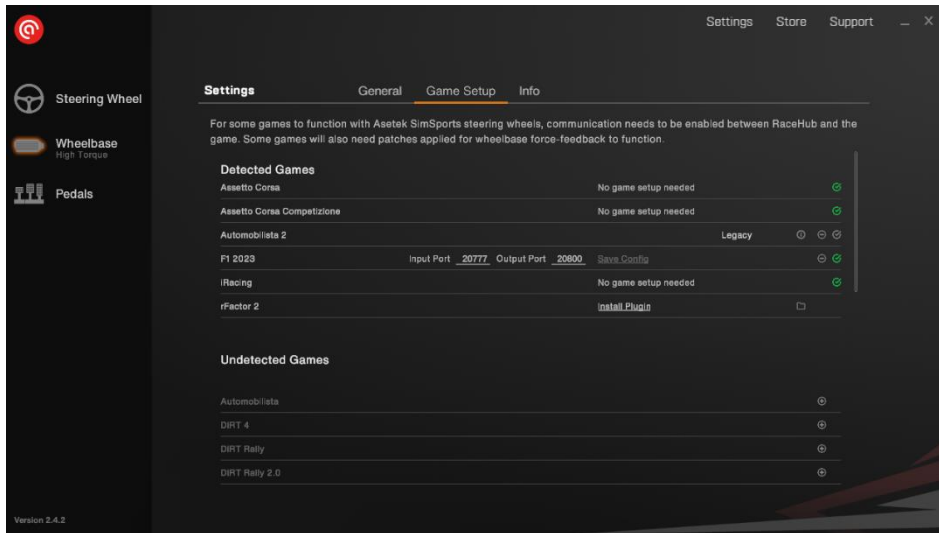 Settings Store Support
Steering Wheel
Wheelbase
High Torque
Pedals
Settings General Game Setup Info
For some games to function with Asetek SimSports steering wheels, communication needs to be enabled between RaceHub and the
game. Some games will also need patches applied for wheelbase force-feedback to function.
Detected Games
Assetto Corsa No game setup needed
Assetto Corsa Competizione No game setup needed
Automobilista 2 Legacy
F1 2023 Input Port 20777 Output Port 20800 Save Config
iRacing No game setup needed
rFactor 2 Install Plugin
Undetected Games
Automobilista
DIRT 4
DIRT Rally
DIRT Rally 2.0
Version 2.4.2